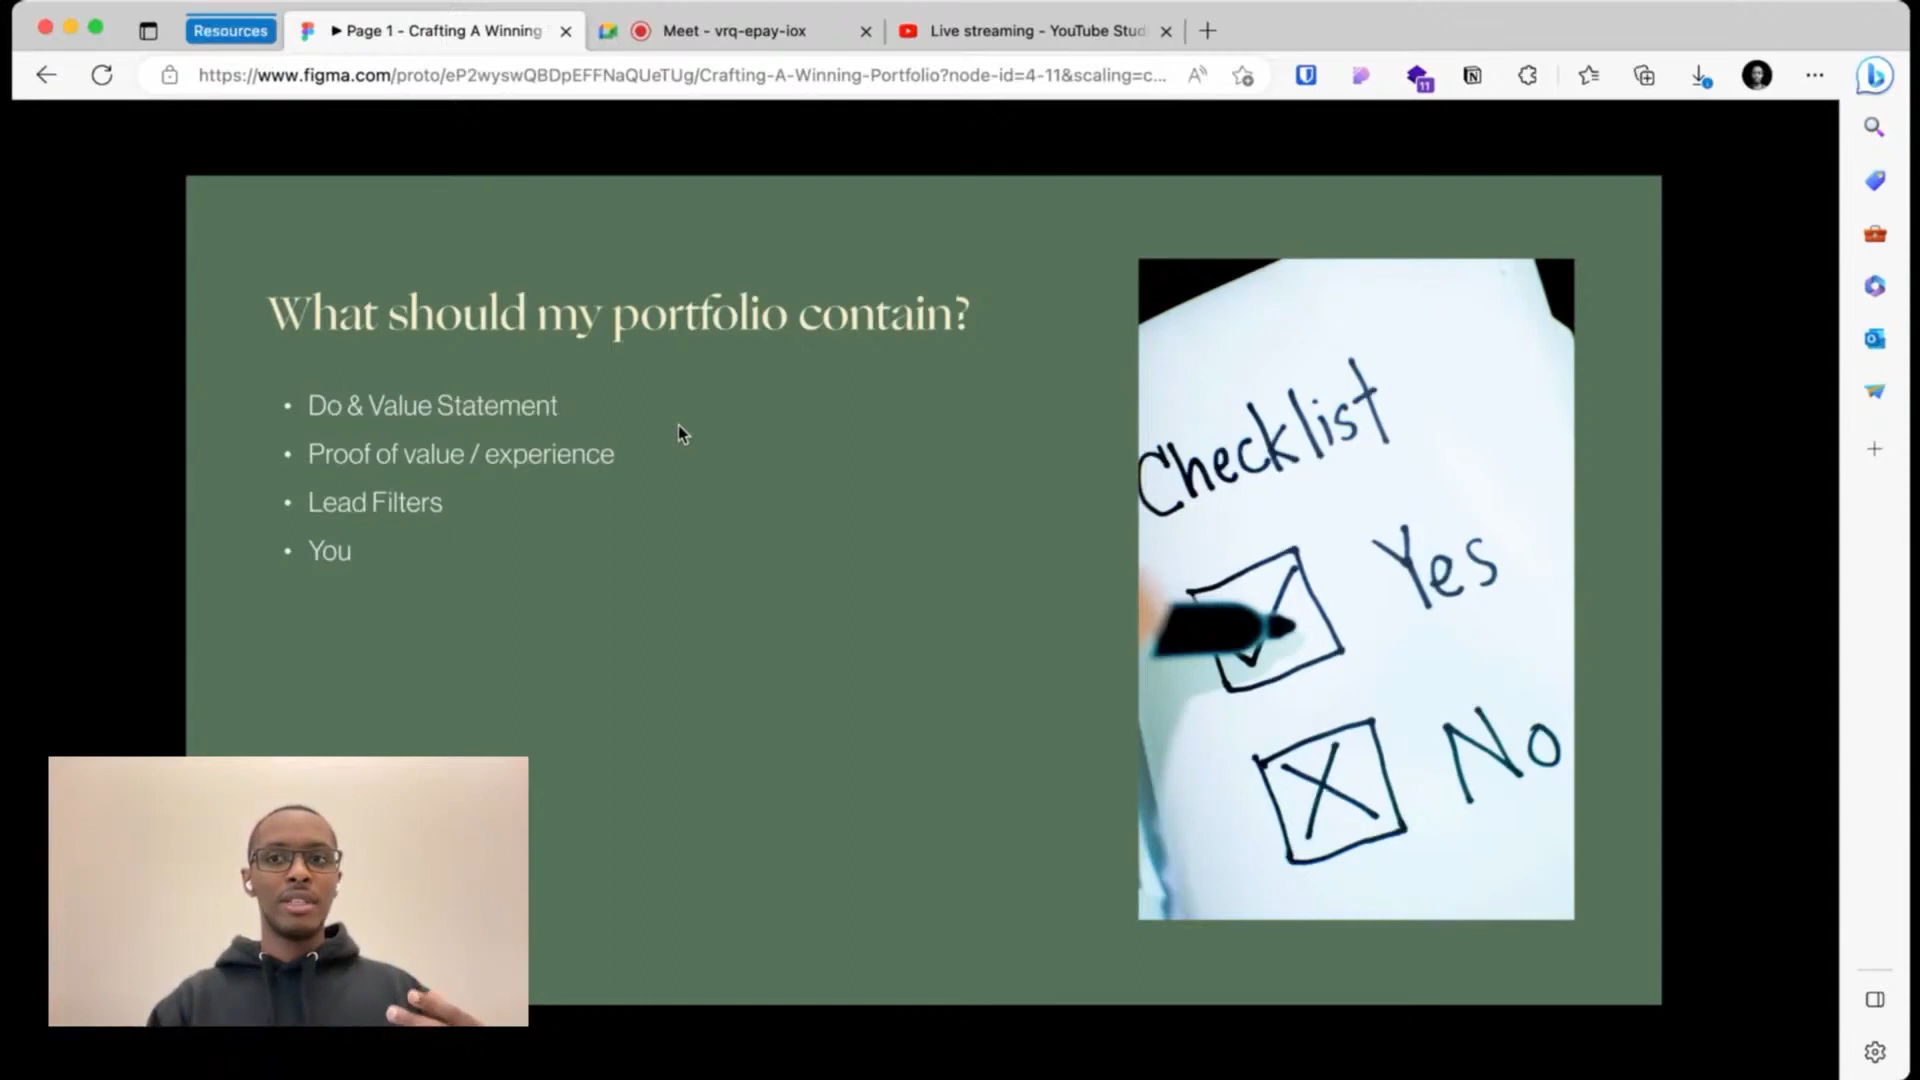 Resources
Page 1 - Crafting A Winning
Meet - vrq-epay-iox
Live streaming - YouTube Stud
https://www.figma.com/proto/eP2wyswQBDpEFFNaQUeTUg/Crafting-A-Winning-Portfolio?node-id=4-11&scaling=c...
11
What should my portfolio contain?
• Do & Value Statement
• Proof of value / experience
• Lead Filters
• You
Checklist
Yes
No